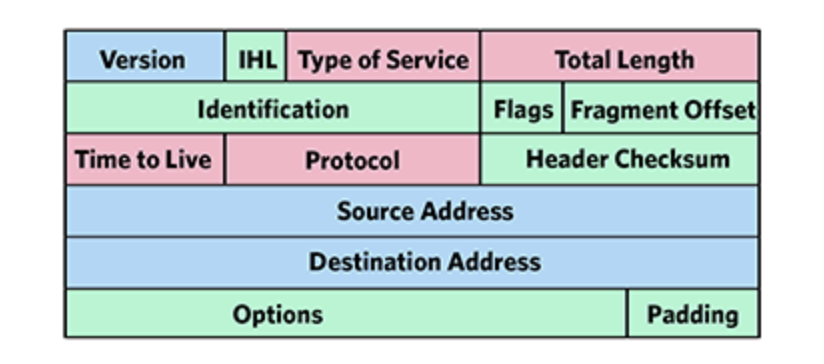 Version IHL Type of Service Total Length
Identification Flags Fragment Offset
Time to Live Protocol Header Checksum
Source Address
Destination Address
Options Padding